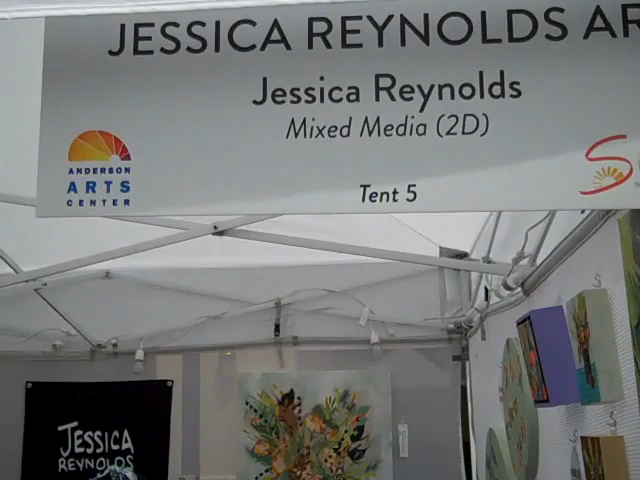 JESSICA REYNOLDS AR
Jessica Reynolds
Mixed Media (2D)
ANDERSON
ARTS
CENTER
Tent 5
JESSICA
REYNOLDS